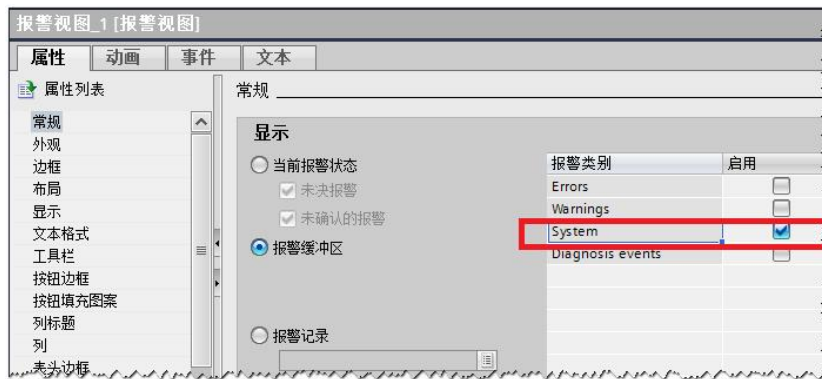 报警视图_1 [报警视图]
属性 动画 事件 文本
属性列表
常规
外观
边框
布局
显示
文本格式
工具栏
按钮边框
按钮填充图案
列标题
列
表头边框
常规
显示
当前报警状态
未决报警
未确认的报警
报警缓冲区
报警记录
报警类别 启用
Errors
Warnings
System
Diagnosis events